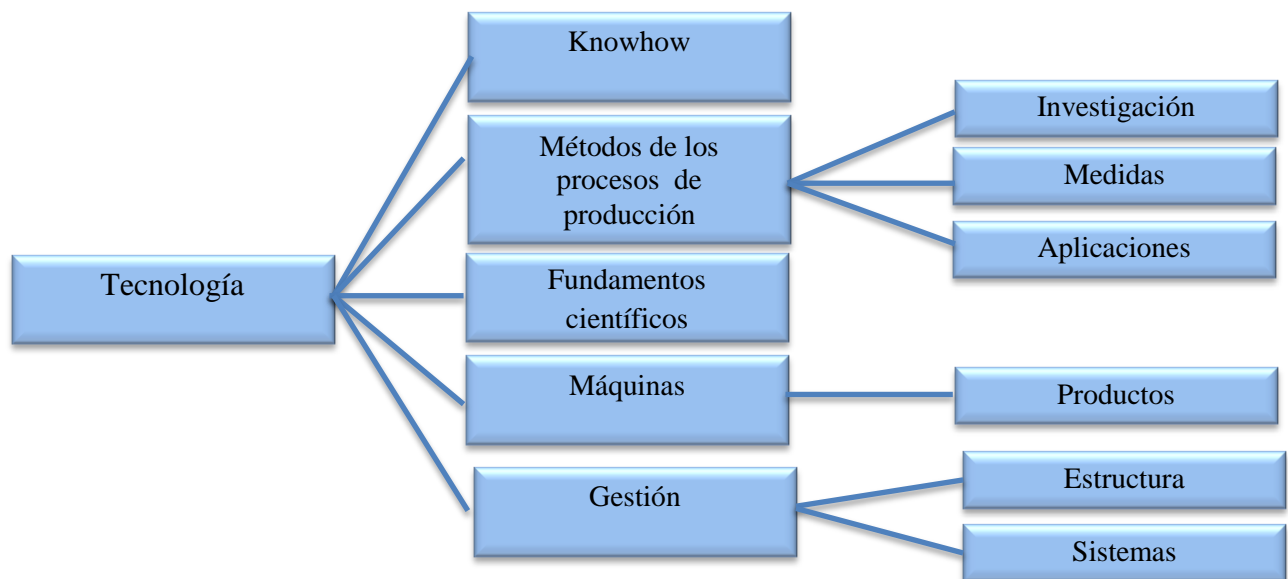 Knowhow
Métodos de los
procesos de
producción
Investigación
Medidas
Aplicaciones
Tecnología
Fundamentos
científicos
Máquinas
Productos
Gestión
Estructura
Sistemas